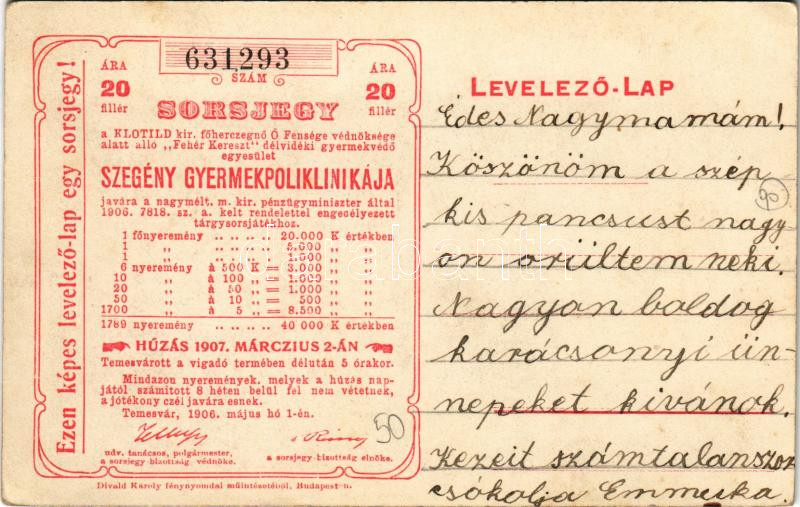 Ezen képes levelező-lap egy sorsjegy!
ÁRA 20 fillér
631,293
SZÁM
ÁRA 20 fillér
SORSJEGY
a KLOTILD kir. főherczegnő Ő Fensége védnöksége
alatt álló „Fehér Kereszt" délvidéki gyermekvédő
egyesület
SZEGÉNY GYERMEKPOLIKLINIKÁJA
javára a nagymélt. m. kir. pénzügyminiszter által
1906. 7818. sz. a. kelt rendelettel engedélyezett
tárgysorsjátékhoz.
1 főnyeremény .. .. .. .. 20.000 K értékben
1 „ .. .. .. .. 5.000 „
1 „ .. .. .. .. 1.000 „
6 nyeremény à 500 K = 3.000 „
10 „ à 100 „ = 1.000 „
20 „ à 50 „ = 1.000 „
50 „ à 10 „ = 500 „
1700 „ à 5 „ = 8.500 „
1789 nyeremény .. .. .. .. 40 000 K értékben
HÚZÁS 1907. MÁRCZIUS 2-ÁN
Temesvárott a vigadó termében délután 5 órakor.
Mindazon nyeremények, melyek a húzás nap-
jától számított 8 héten belül fel nem vétetnek,
a jótékony czél javára esnek.
Temesvár, 1906. május hó 1-én.
udv. tanácsos, polgármester,
a sorsjegy bizottság védnöke.
a sorsjegy-bizottság elnöke.
50
Divald Károly fénynyomdai műintézetéből, Budapesten.
LEVELEZŐ-LAP
Édes Nagymamám!
Köszönöm a szép
90
kis pancsust nagy
on örültem neki.
Nagyon boldog
karácsonyi ün-
nepeket kivánok.
Kezeit számtalanszor
csókolja Emmuka.